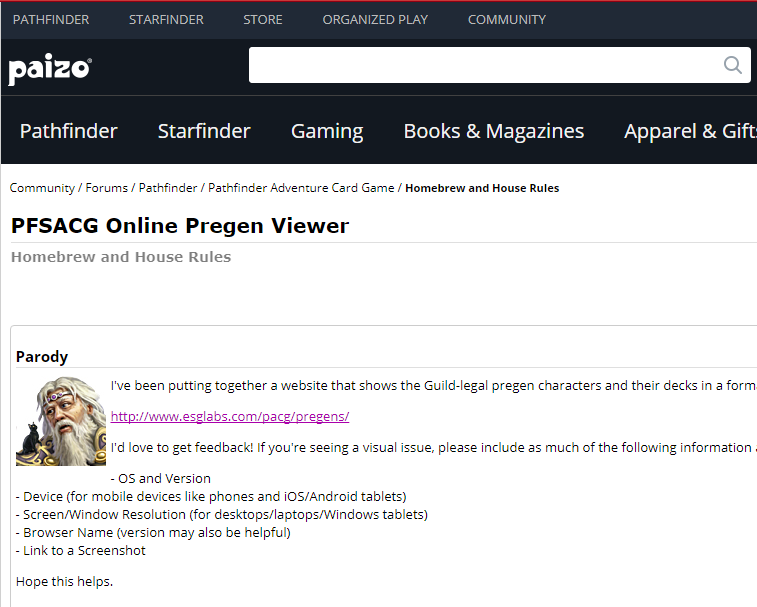 PATHFINDER STARFINDER STORE ORGANIZED PLAY COMMUNITY
paizo®
Pathfinder Starfinder Gaming Books & Magazines Apparel & Gift
Community / Forums / Pathfinder / Pathfinder Adventure Card Game / Homebrew and House Rules
PFSACG Online Pregen Viewer
Homebrew and House Rules
Parody
I've been putting together a website that shows the Guild-legal pregen characters and their decks in a form
http://www.esglabs.com/pacg/pregens/
I'd love to get feedback! If you're seeing a visual issue, please include as much of the following information
- OS and Version
- Device (for mobile devices like phones and iOS/Android tablets)
- Screen/Window Resolution (for desktops/laptops/Windows tablets)
- Browser Name (version may also be helpful)
- Link to a Screenshot
Hope this helps.